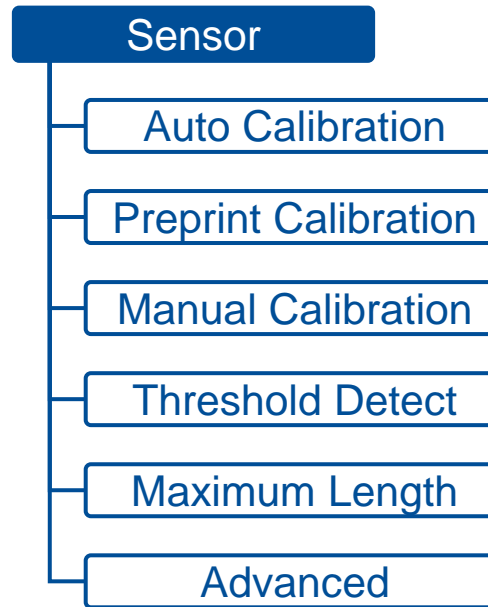 Sensor
Auto Calibration
Preprint Calibration
Manual Calibration
Threshold Detect
Maximum Length
Advanced